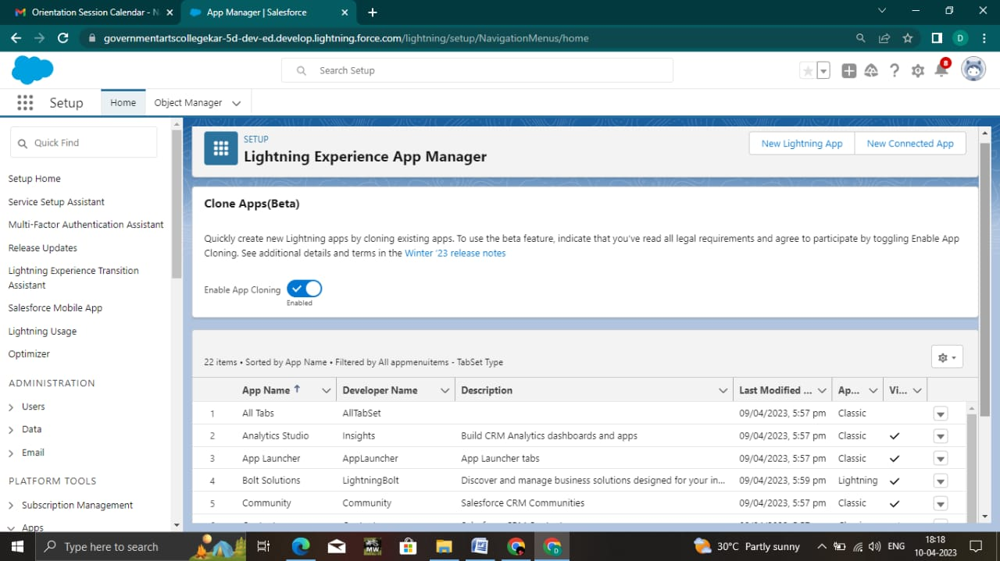 Orientation Session Calendar - N
App Manager | Salesforce
governmentartscollegekar-5d-dev-ed.develop.lightning.force.com/lightning/setup/NavigationMenus/home
D
Search Setup
8
Setup
Home
Object Manager
Quick Find
Setup Home
Service Setup Assistant
Multi-Factor Authentication Assistant
Release Updates
Lightning Experience Transition
Assistant
Salesforce Mobile App
Lightning Usage
Optimizer
ADMINISTRATION
Users
Data
Email
PLATFORM TOOLS
Subscription Management
Apps
SETUP
Lightning Experience App Manager
New Lightning App
New Connected App
Clone Apps(Beta)
Quickly create new Lightning apps by cloning existing apps. To use the beta feature, indicate that you've read all legal requirements and agree to participate by toggling Enable App
Cloning. See additional details and terms in the Winter '23 release notes
Enable App Cloning
Enabled
22 items • Sorted by App Name • Filtered by All appmenuitems - TabSet Type
App Name Developer Name Description Last Modified ... Ap... Vi...
1 All Tabs AllTabSet 09/04/2023, 5:57 pm Classic
2 Analytics Studio Insights Build CRM Analytics dashboards and apps 09/04/2023, 5:57 pm Classic
3 App Launcher AppLauncher App Launcher tabs 09/04/2023, 5:57 pm Classic
4 Bolt Solutions LightningBolt Discover and manage business solutions designed for your in... 09/04/2023, 5:59 pm Lightning
5 Community Community Salesforce CRM Communities 09/04/2023, 5:57 pm Classic
Type here to search
30°C Partly sunny
ENG
18:18
10-04-2023